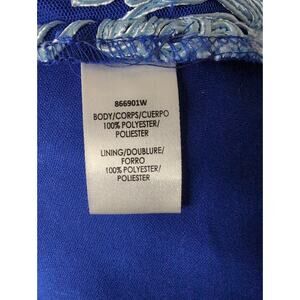 866901W
BODY/CORPS/CUERPO
100% POLYESTER/
POLIESTER
LINING/DOUBLURE/
FORRO
100% POLYESTER/
POLIESTER